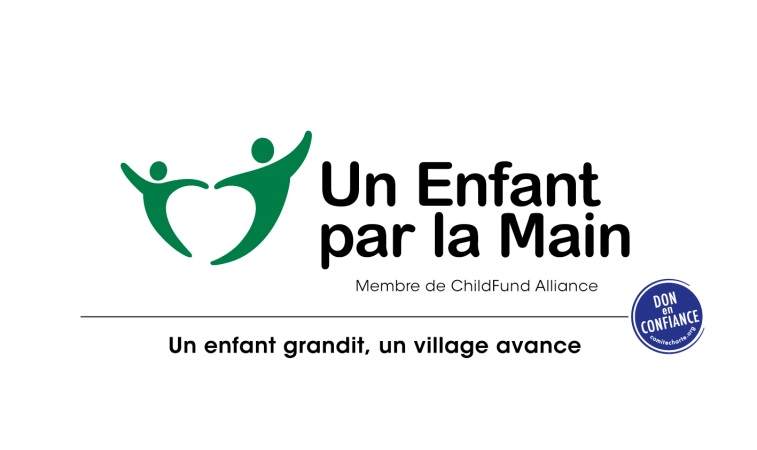 Un Enfant
par la Main
Membre de ChildFund Alliance
DON
en
CONFIANCE
comitecharte.org
Un enfant grandit, un village avance